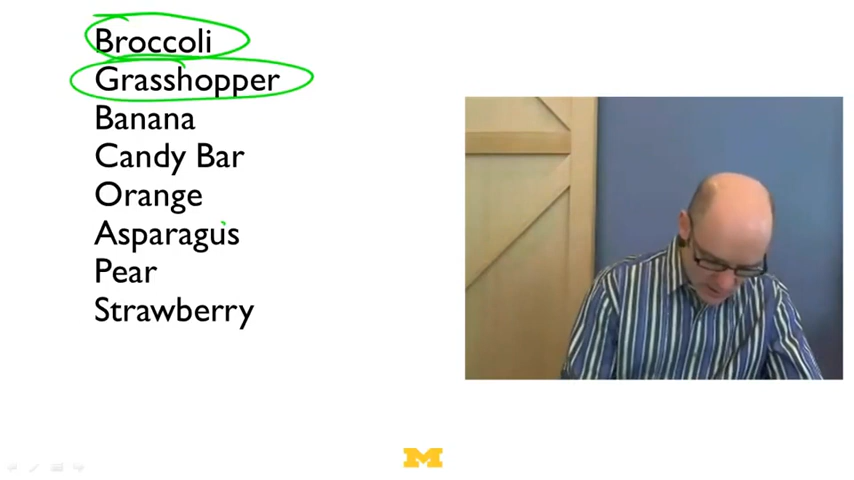 Broccoli
Grasshopper
Banana
Candy Bar
Orange
Asparagus
Pear
Strawberry
M